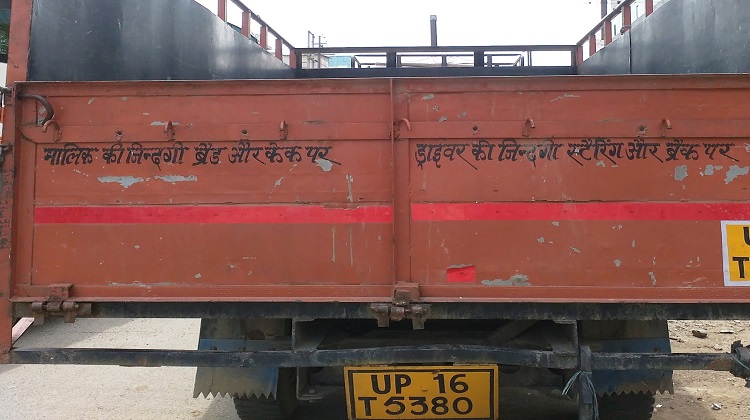 मालिक की जिन्दगी ब्रेड और केक पर
ड्राइवर की जिन्दगी स्टैरिंग और ब्रेक पर
U
T
UP 16
T 5380